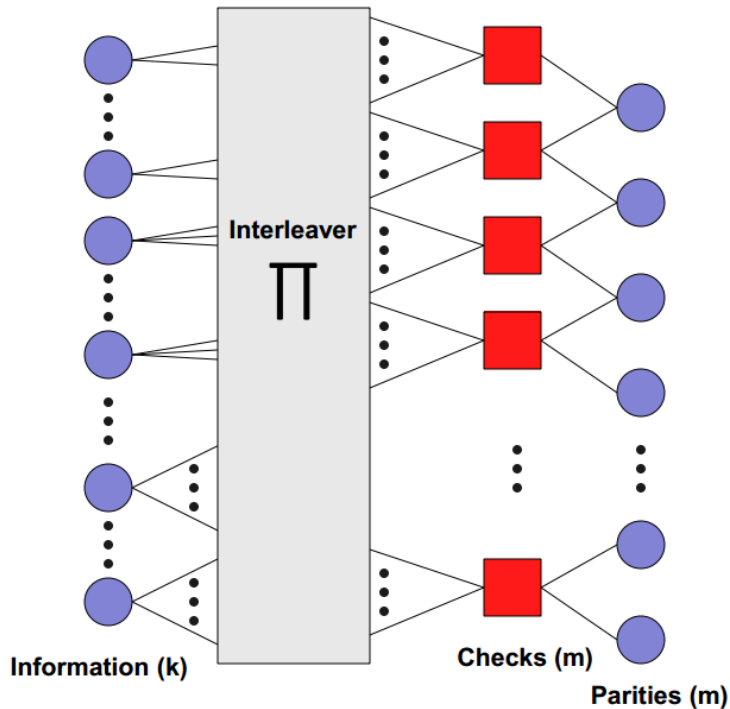 Interleaver
∏
Information (k)
Checks (m)
Parities (m)